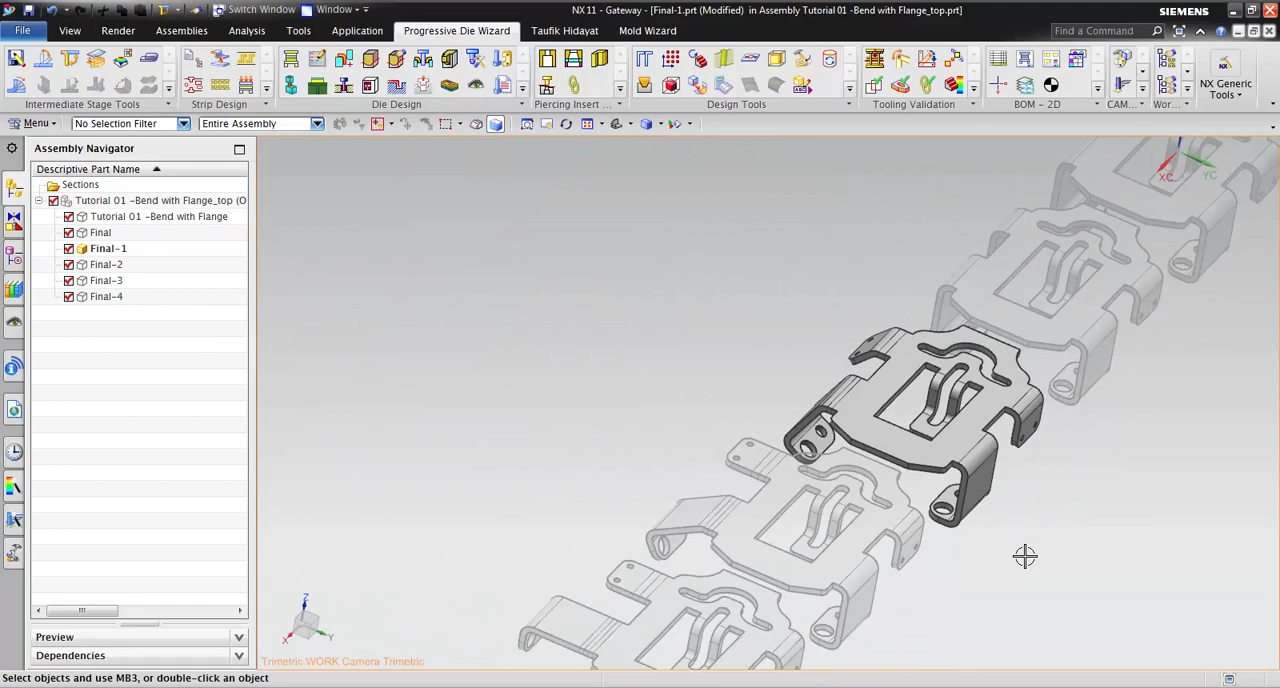 Switch Window
Window
NX 11 - Gateway - [Final-1.prt (Modified) in Assembly Tutorial 01 -Bend with Flange_top.prt]
SIEMENS
File
View
Render
Assemblies
Analysis
Tools
Application
Progressive Die Wizard
Taufik Hidayat
Mold Wizard
Find a Command
NX Generic
Tools
Intermediate Stage Tools
Strip Design
Die Design
Piercing Insert ...
Design Tools
Tooling Validation
BOM - 2D
CAM...
Wor...
Menu
No Selection Filter
Entire Assembly
Assembly Navigator
Descriptive Part Name
Sections
Tutorial 01 -Bend with Flange_top (O
Tutorial 01 -Bend with Flange
Final
Final-1
Final-2
Final-3
Final-4
XC
YC
Z
X
Y
Preview
Dependencies
Trimetric WORK Camera Trimetric
Select objects and use MB3, or double-click an object